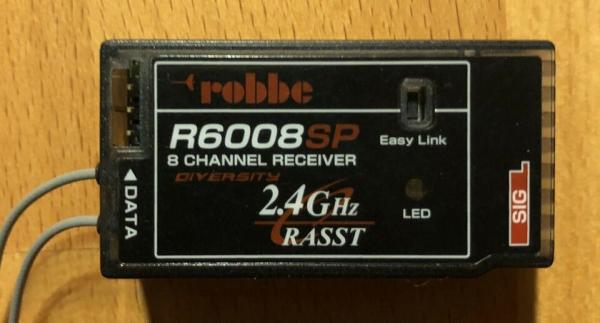 robbe
R6008SP
8 CHANNEL RECEIVER
DIVERSITY
2.4GHz
RASST
Easy Link
LED
DATA
SIG